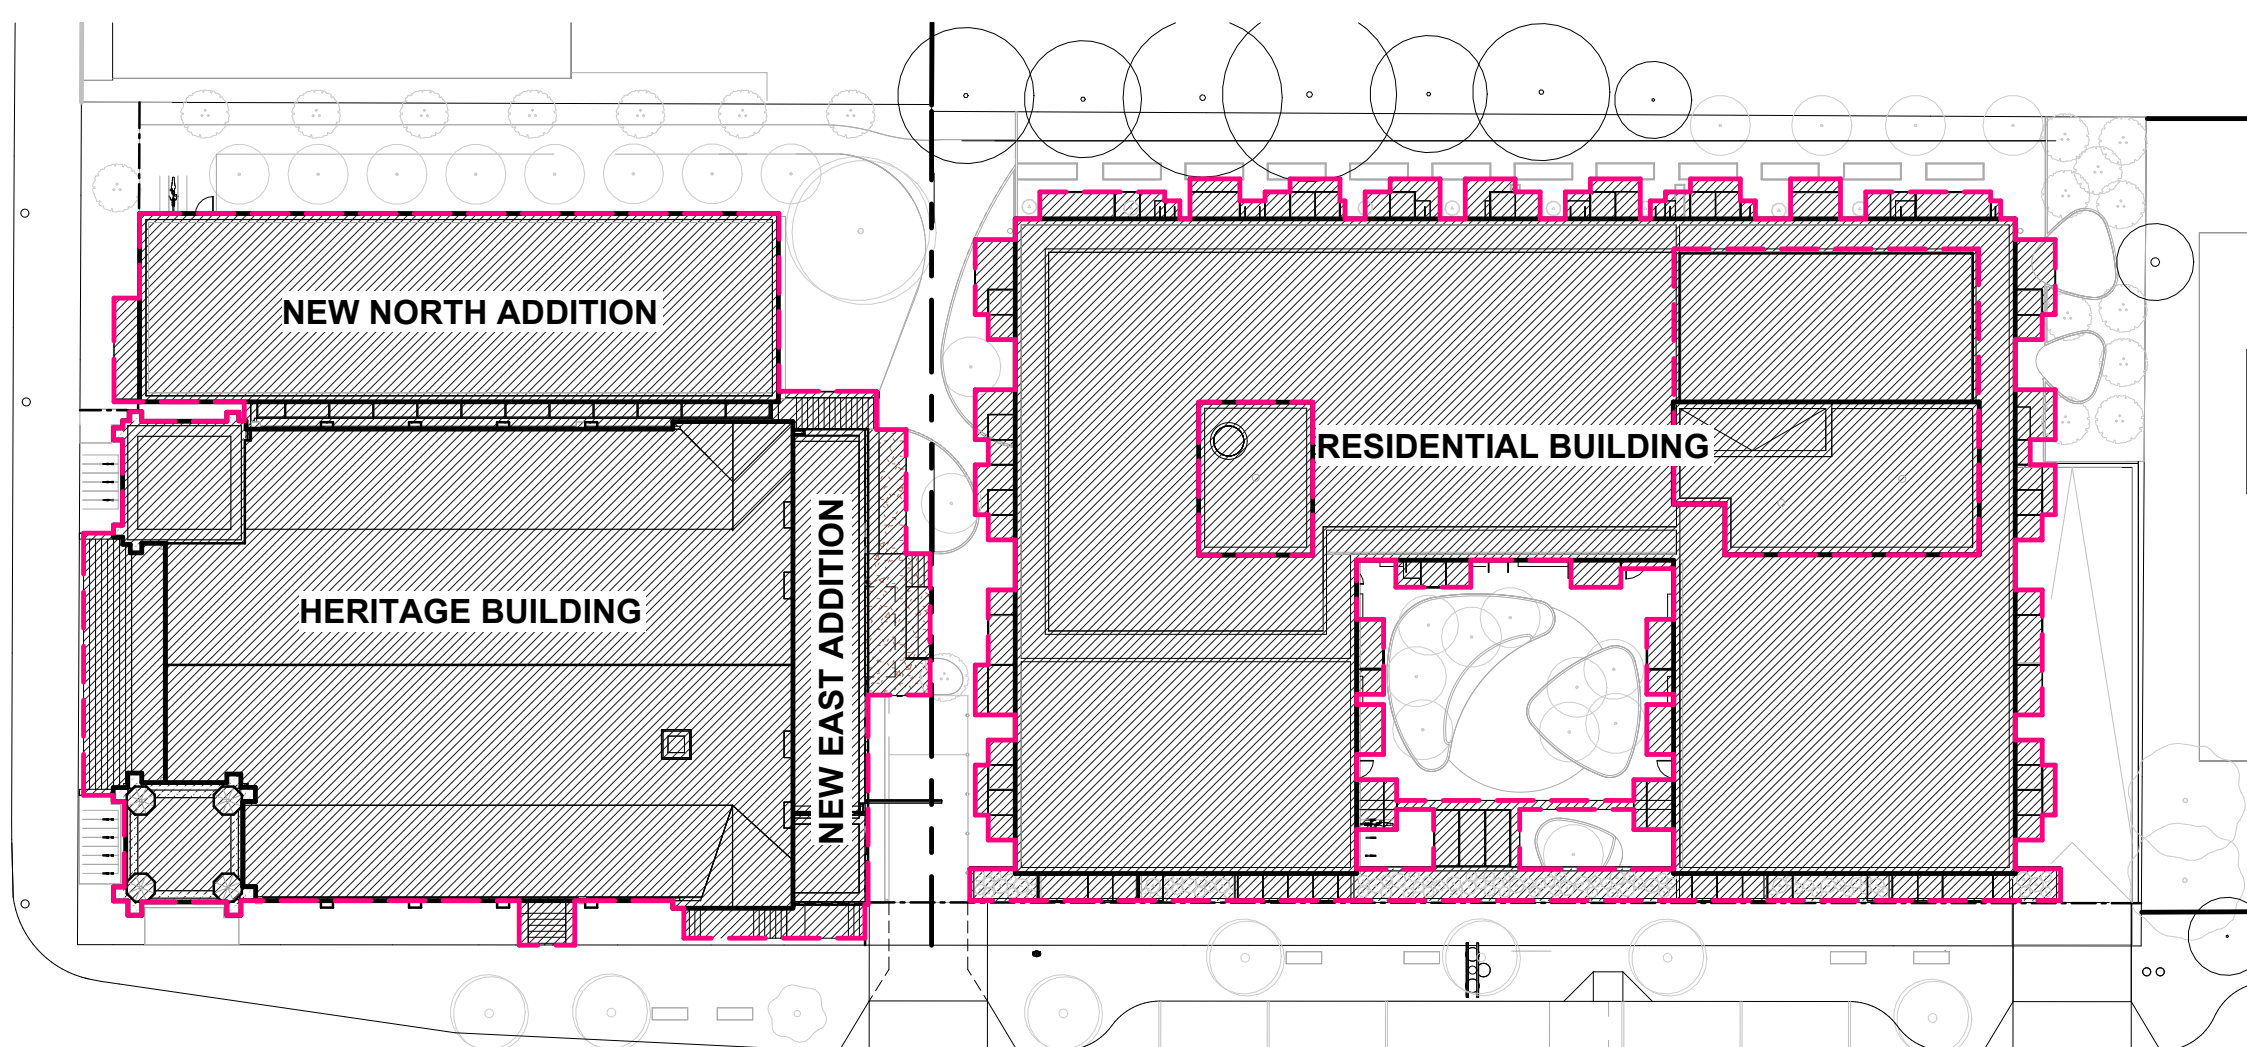 NEW NORTH ADDITION
RESIDENTIAL BUILDING
HERITAGE BUILDING
NEW EAST ADDITION